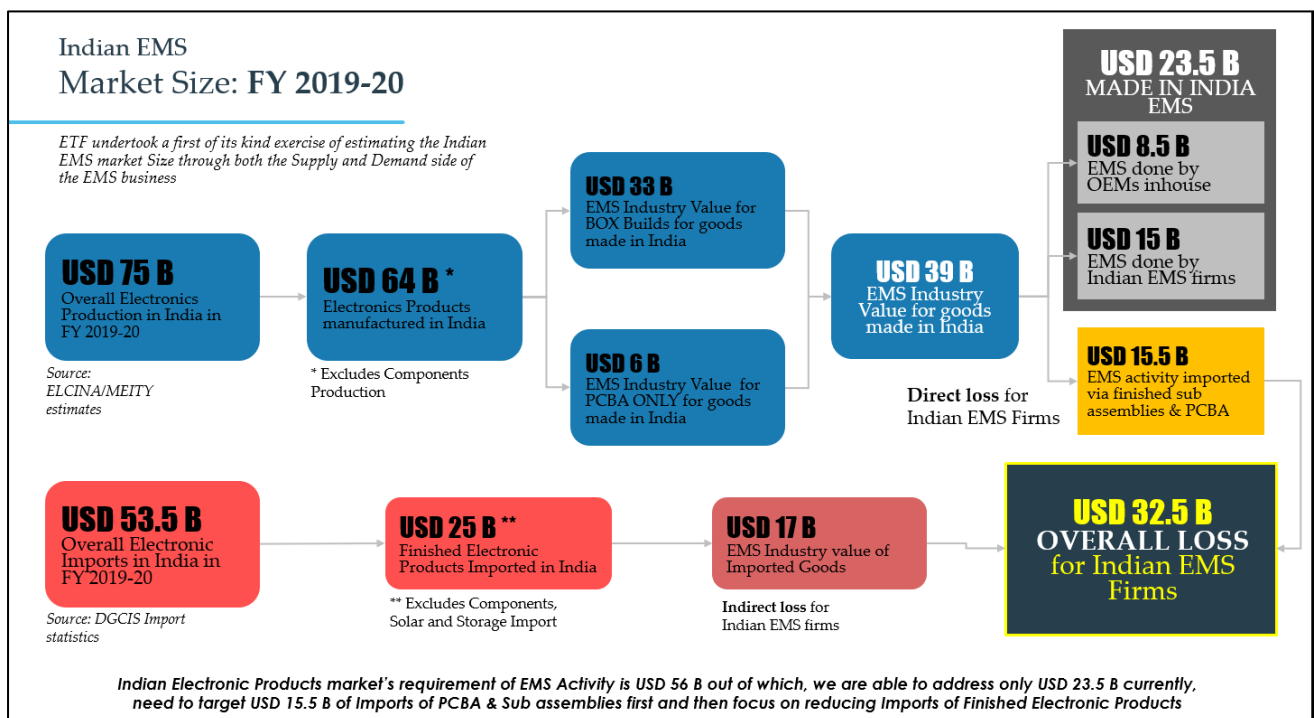 Indian EMS
Market Size: FY 2019-20
ETF undertook a first of its kind exercise of estimating the Indian
EMS market Size through both the Supply and Demand side of
the EMS business
USD 75 B
Overall Electronics
Production in India in
FY 2019-20
Source:
ELCINA/MEITY
estimates
USD 64 B *
Electronics Products
manufactured in India
* Excludes Components
Production
USD 33 B
EMS Industry Value for
BOX Builds for goods
made in India
USD 6 B
EMS Industry Value for
PCBA ONLY for goods
made in India
USD 39 B
EMS Industry
Value for goods
made in India
USD 23.5 B
MADE IN INDIA
EMS
USD 8.5 B
EMS done by
OEMs inhouse
USD 15 B
EMS done by
Indian EMS firms
Direct loss for
Indian EMS Firms
USD 15.5 B
EMS activity imported
via finished sub
assemblies & PCBA
USD 53.5 B
Overall Electronic
Imports in India in
FY 2019-20
Source: DGCIS Import
statistics
USD 25 B **
Finished Electronic
Products Imported in India
** Excludes Components,
Solar and Storage Import
USD 17 B
EMS Industry value of
Imported Goods
Indirect loss for
Indian EMS firms
USD 32.5 B
OVERALL LOSS
for Indian EMS
Firms
Indian Electronic Products market's requirement of EMS Activity is USD 56 B out of which, we are able to address only USD 23.5 B currently,
need to target USD 15.5 B of Imports of PCBA & Sub assemblies first and then focus on reducing Imports of Finished Electronic Products